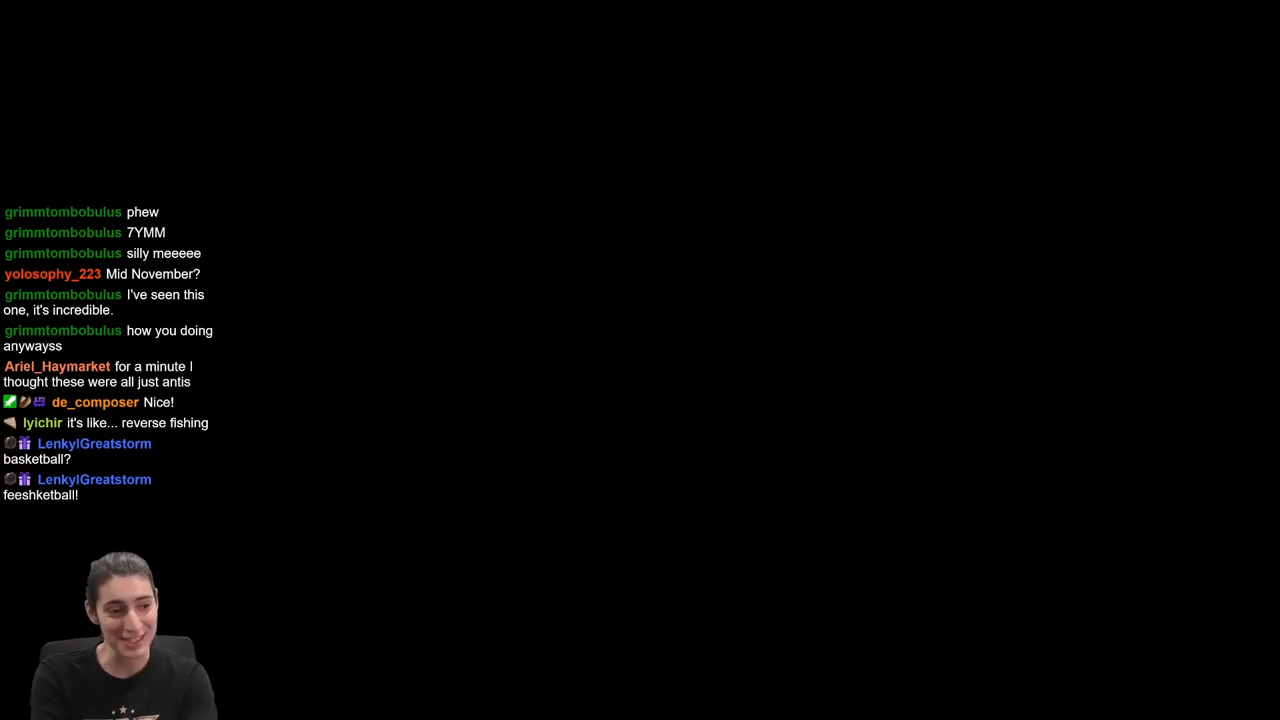 grimmtombobulus phew
grimmtombobulus 7YMM
grimmtombobulus silly meeeee
yolosophy_223 Mid November?
grimmtombobulus I've seen this
one, it's incredible.
grimmtombobulus how you doing
anywayss
Ariel_Haymarket for a minute I
thought these were all just antis
de_composer Nice!
lyichir it's like... reverse fishing
LenkylGreatstorm
basketball?
LenkylGreatstorm
feeshketball!